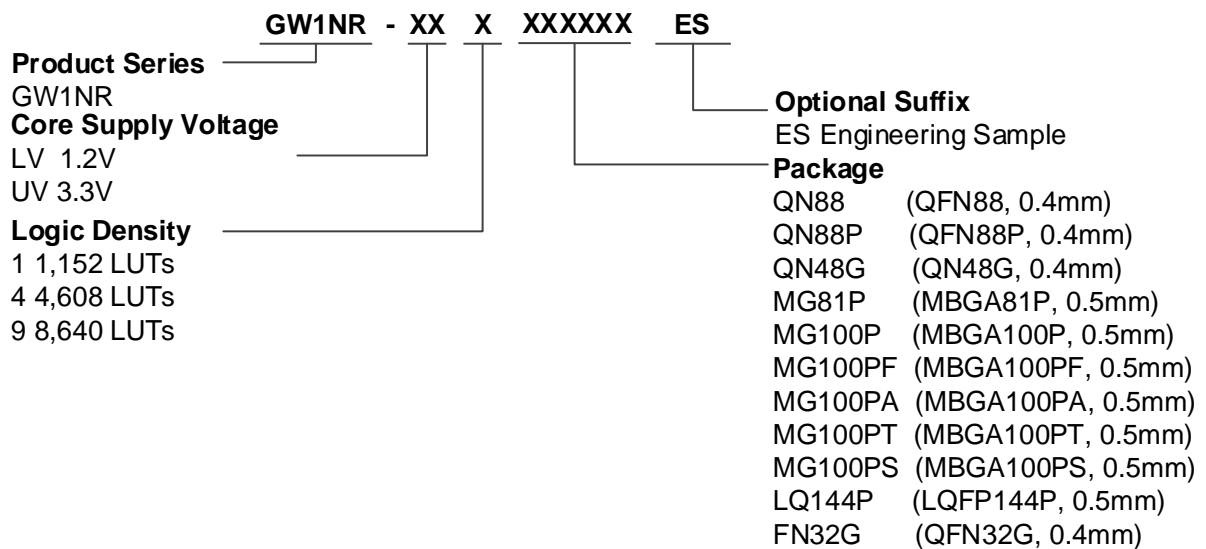 GW1NR - XX X XXXXXX ES
Product Series
GW1NR
Core Supply Voltage
LV 1.2V
UV 3.3V
Logic Density
1 1,152 LUTs
4 4,608 LUTs
9 8,640 LUTs
Optional Suffix
ES Engineering Sample
Package
QN88 (QFN88, 0.4mm)
QN88P (QFN88P, 0.4mm)
QN48G (QN48G, 0.4mm)
MG81P (MBGA81P, 0.5mm)
MG100P (MBGA100P, 0.5mm)
MG100PF (MBGA100PF, 0.5mm)
MG100PA (MBGA100PA, 0.5mm)
MG100PT (MBGA100PT, 0.5mm)
MG100PS (MBGA100PS, 0.5mm)
LQ144P (LQFP144P, 0.5mm)
FN32G (QFN32G, 0.4mm)